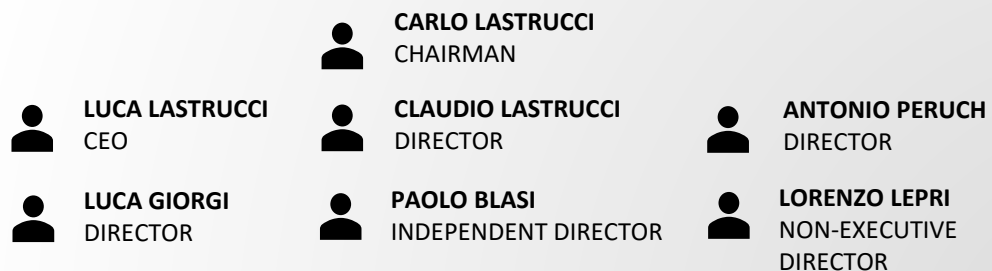 CARLO LASTRUCCI
CHAIRMAN
LUCA LASTRUCCI
CEO
CLAUDIO LASTRUCCI
DIRECTOR
ANTONIO PERUCH
DIRECTOR
LUCA GIORGI
DIRECTOR
PAOLO BLASI
INDEPENDENT DIRECTOR
LORENZO LEPRI
NON-EXECUTIVE
DIRECTOR